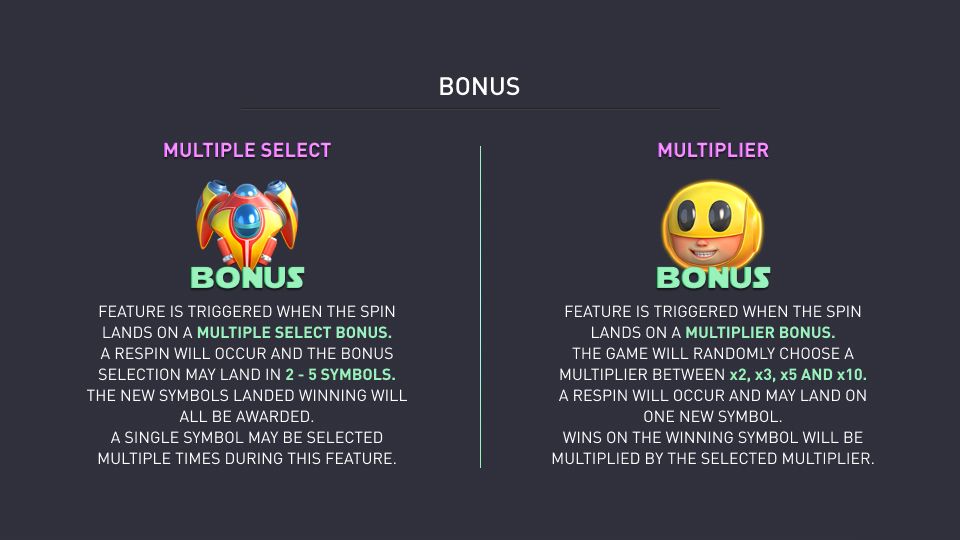 BONUS
MULTIPLE SELECT
BONUS
FEATURE IS TRIGGERED WHEN THE SPIN
LANDS ON A MULTIPLE SELECT BONUS.
A RESPIN WILL OCCUR AND THE BONUS
SELECTION MAY LAND IN 2 - 5 SYMBOLS.
THE NEW SYMBOLS LANDED WINNING WILL
ALL BE AWARDED.
A SINGLE SYMBOL MAY BE SELECTED
MULTIPLE TIMES DURING THIS FEATURE.
MULTIPLIER
BONUS
FEATURE IS TRIGGERED WHEN THE SPIN
LANDS ON A MULTIPLIER BONUS.
THE GAME WILL RANDOMLY CHOOSE A
MULTIPLIER BETWEEN x2, x3, x5 AND x10.
A RESPIN WILL OCCUR AND MAY LAND ON
ONE NEW SYMBOL.
WINS ON THE WINNING SYMBOL WILL BE
MULTIPLIED BY THE SELECTED MULTIPLIER.